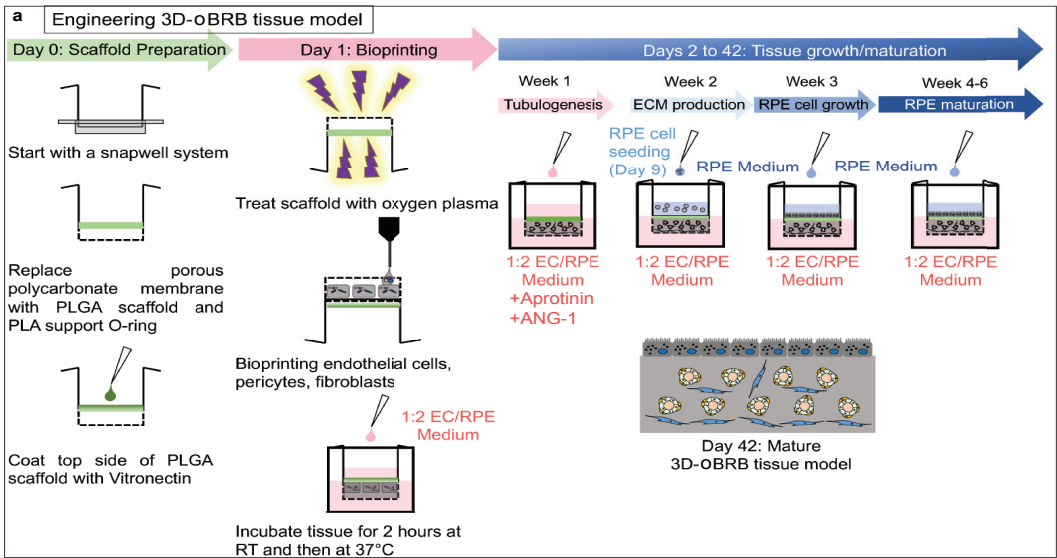 a
Engineering 3D-oBRB tissue model
Day 0: Scaffold Preparation
Start with a snapwell system
Replace porous
polycarbonate membrane
with PLGA scaffold and
PLA support O-ring
Coat top side of PLGA
scaffold with Vitronectin
Day 1: Bioprinting
Treat scaffold with oxygen plasma
Bioprinting endothelial cells,
pericytes, fibroblasts
1:2 EC/RPE
Medium
Incubate tissue for 2 hours at
RT and then at 37°C
Days 2 to 42: Tissue growth/maturation
Week 1
Tubulogenesis
1:2 EC/RPE
Medium
+Aprotinin
+ANG-1
Week 2
ECM production
RPE cell
seeding
(Day 9)
1:2 EC/RPE
Medium
Week 3
RPE cell growth
RPE Medium
1:2 EC/RPE
Medium
Week 4-6
RPE maturation
RPE Medium
1:2 EC/RPE
Medium
Day 42: Mature
3D-oBRB tissue model